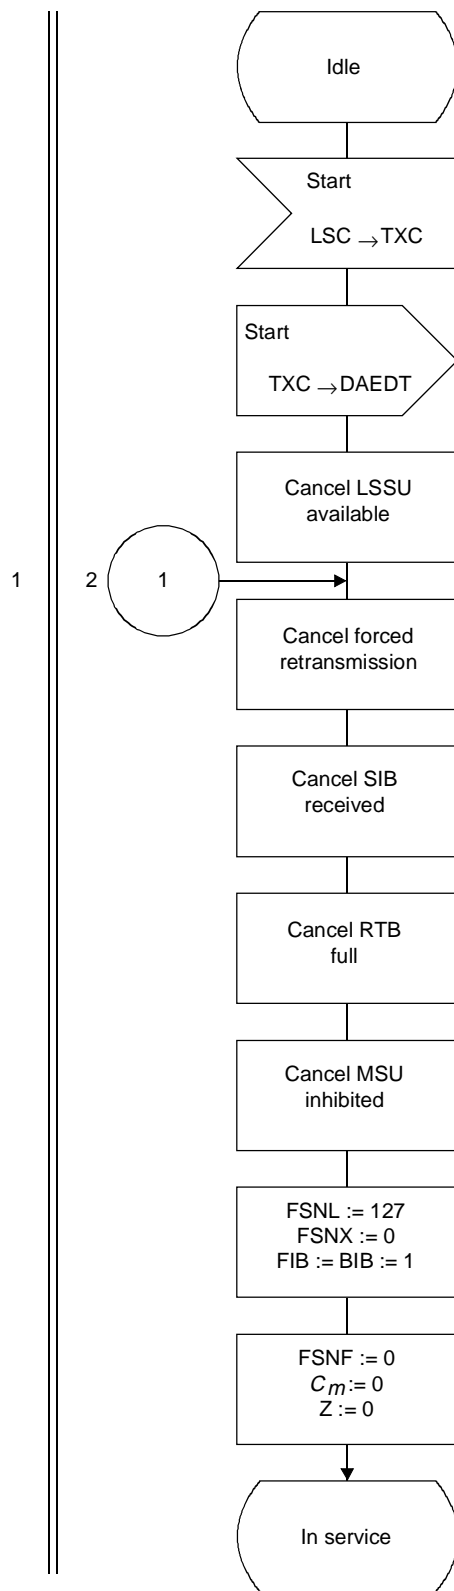 Idle
Start
LSC → TXC
Start
TXC → DAEDT
Cancel LSSU
available
1 2 1
Cancel forced
retransmission
Cancel SIB
received
Cancel RTB
full
Cancel MSU
inhibited
FSNL := 127
FSNX := 0
FIB := BIB := 1
FSNF := 0
Cm := 0
Z := 0
In service